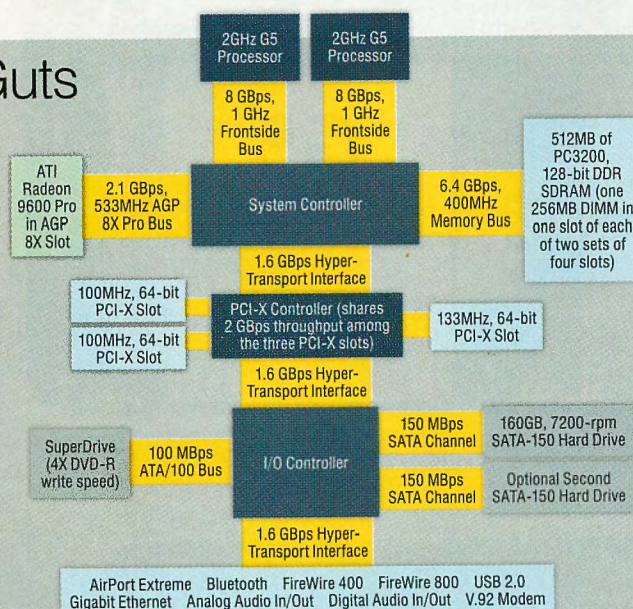 Guts
2GHz G5
Processor
2GHz G5
Processor
8 GBps,
1 GHz
Frontside
Bus
8 GBps,
1 GHz
Frontside
Bus
ATI
Radeon
9600 Pro
in AGP
8X Slot
2.1 GBps,
533MHz AGP
8X Pro Bus
System Controller
6.4 GBps,
400MHz
Memory Bus
512MB of
PC3200,
128-bit DDR
SDRAM (one
256MB DIMM in
one slot of each
of two sets of
four slots)
1.6 GBps Hyper-
Transport Interface
100MHz, 64-bit
PCI-X Slot
100MHz, 64-bit
PCI-X Slot
PCI-X Controller (shares
2 GBps throughput among
the three PCI-X slots)
133MHz, 64-bit
PCI-X Slot
1.6 GBps Hyper-
Transport Interface
SuperDrive
(4X DVD-R
write speed)
100 MBps
ATA/100 Bus
I/O Controller
150 MBps
SATA Channel
160GB, 7200-rpm
SATA-150 Hard Drive
150 MBps
SATA Channel
Optional Second
SATA-150 Hard Drive
1.6 GBps Hyper-
Transport Interface
AirPort Extreme Bluetooth FireWire 400 FireWire 800 USB 2.0
Gigabit Ethernet Analog Audio In/Out Digital Audio In/Out V.92 Modem